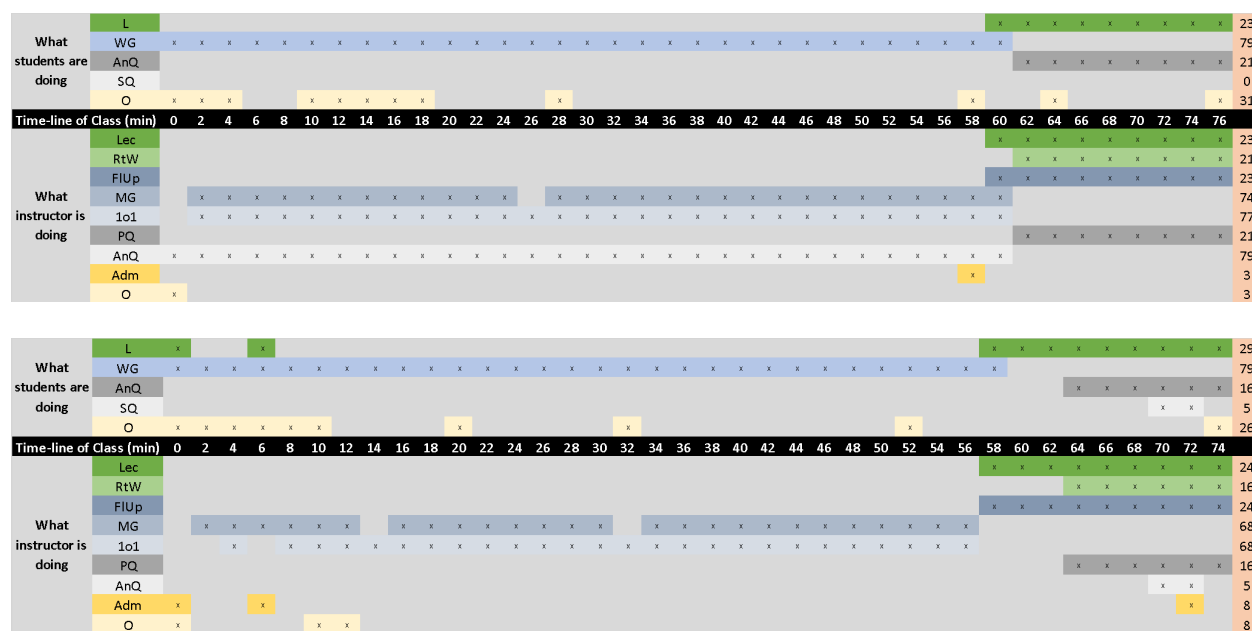 L x x x x x x x x x 23
What students are doing
WG x x x x x x x x x x x x x x x x x x x x x x x x x x x x x x x 79
AnQ x x x x x x x x 21
SQ 0
O x x x x x x x x x x x x 31
Time-line of Class (min) 0 2 4 6 8 10 12 14 16 18 20 22 24 26 28 30 32 34 36 38 40 42 44 46 48 50 52 54 56 58 60 62 64 66 68 70 72 74 76
Lec x x x x x x x x x 23
RtW x x x x x x x x 21
FlUp x x x x x x x x x 23
What instructor is doing
MG x x x x x x x x x x x x x x x x x x x x x x x x x x x x x 74
1o1 x x x x x x x x x x x x x x x x x x x x x x x x x x x x x x 77
PQ x x x x x x x x 21
AnQ x x x x x x x x x x x x x x x x x x x x x x x x x x x x x x x 79
Adm x 3
O x 3
L x x x x x x x x x x x 29
What students are doing
WG x x x x x x x x x x x x x x x x x x x x x x x x x x x x x x 79
AnQ x x x x x x 16
SQ x x 5
O x x x x x x x x x x 26
Time-line of Class (min) 0 2 4 6 8 10 12 14 16 18 20 22 24 26 28 30 32 34 36 38 40 42 44 46 48 50 52 54 56 58 60 62 64 66 68 70 72 74
Lec x x x x x x x x x 24
RtW x x x x x x 16
FlUp x x x x x x x x x 24
What instructor is doing
MG x x x x x x x x x x x x x x x x x x x x x x x x x x 68
1o1 x x x x x x x x x x x x x x x x x x x x x x x x x x 68
PQ x x x x x x 16
AnQ x x 5
Adm x x x 8
O x x x 8